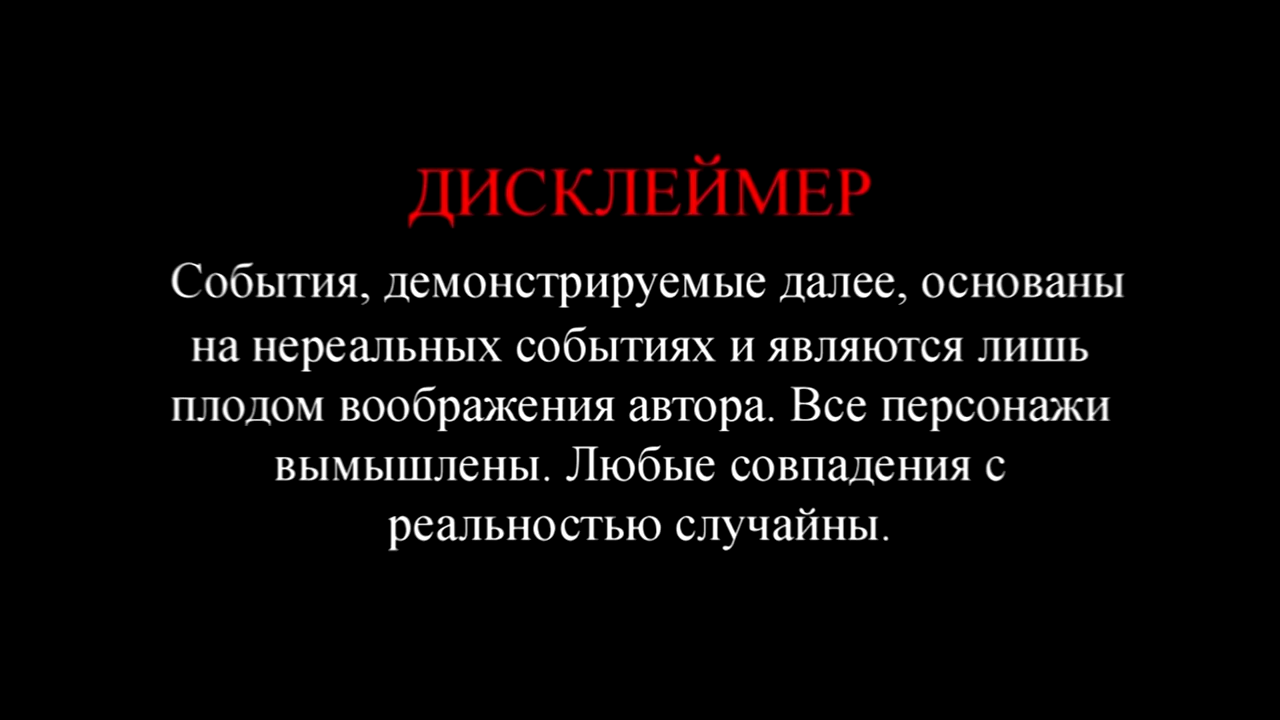 ДИСКЛЕЙМЕР
События, демонстрируемые далее, основаны
на нереальных событиях и являются лишь
плодом воображения автора. Все персонажи
вымышлены. Любые совпадения с
реальностью случайны.